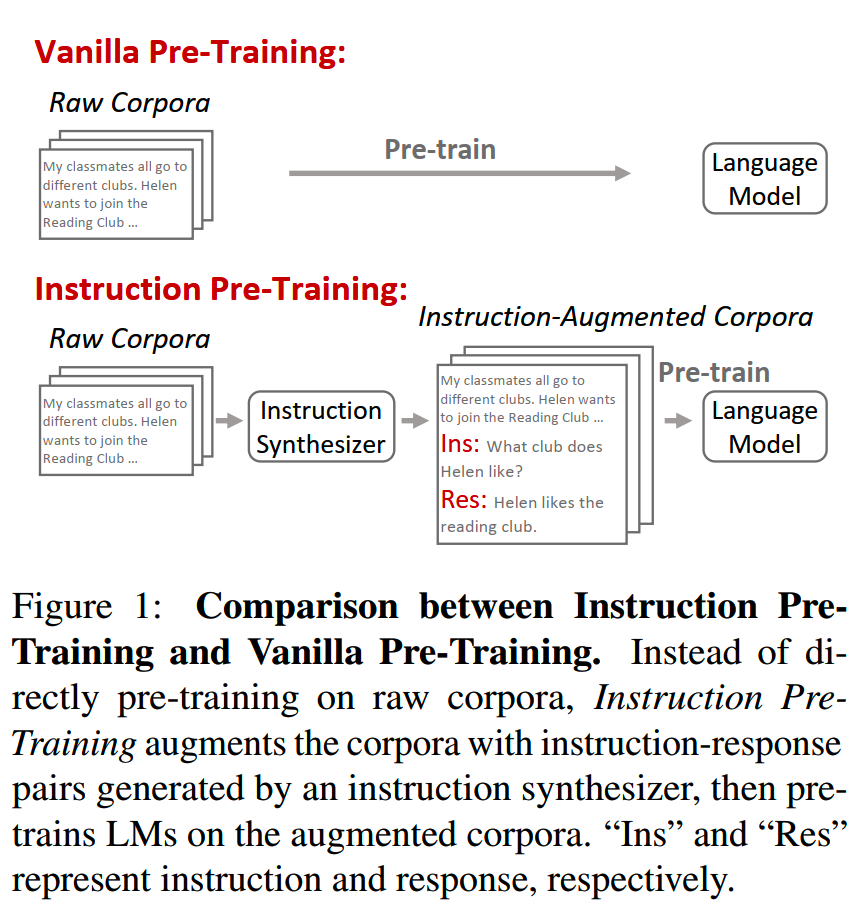 Vanilla Pre-Training:
Raw Corpora
My classmates all go to
different clubs. Helen
wants to join the
Reading Club ...
Pre-train
Language
Model
Instruction Pre-Training:
Raw Corpora
My classmates all go to
different clubs. Helen
wants to join the
Reading Club ...
Instruction
Synthesizer
Instruction-Augmented Corpora
My classmates all go to
different clubs. Helen wants
to join the Reading Club ...
Ins: What club does
Helen like?
Res: Helen likes the
reading club.
Pre-train
Language
Model
Figure 1: Comparison between Instruction Pre-
Training and Vanilla Pre-Training. Instead of di-
rectly pre-training on raw corpora, Instruction Pre-
Training augments the corpora with instruction-response
pairs generated by an instruction synthesizer, then pre-
trains LMs on the augmented corpora. “Ins” and “Res”
represent instruction and response, respectively.